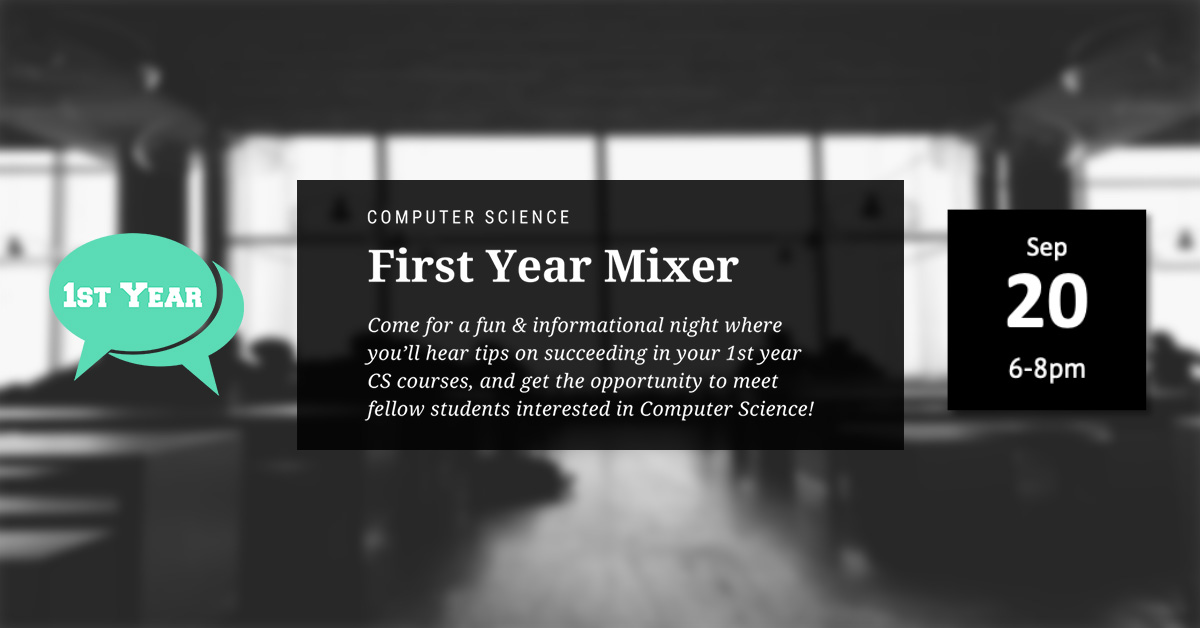 1st Year
COMPUTER SCIENCE
First Year Mixer
Come for a fun & informational night where
you’ll hear tips on succeeding in your 1st year
CS courses, and get the opportunity to meet
fellow students interested in Computer Science!
Sep
20
6-8pm